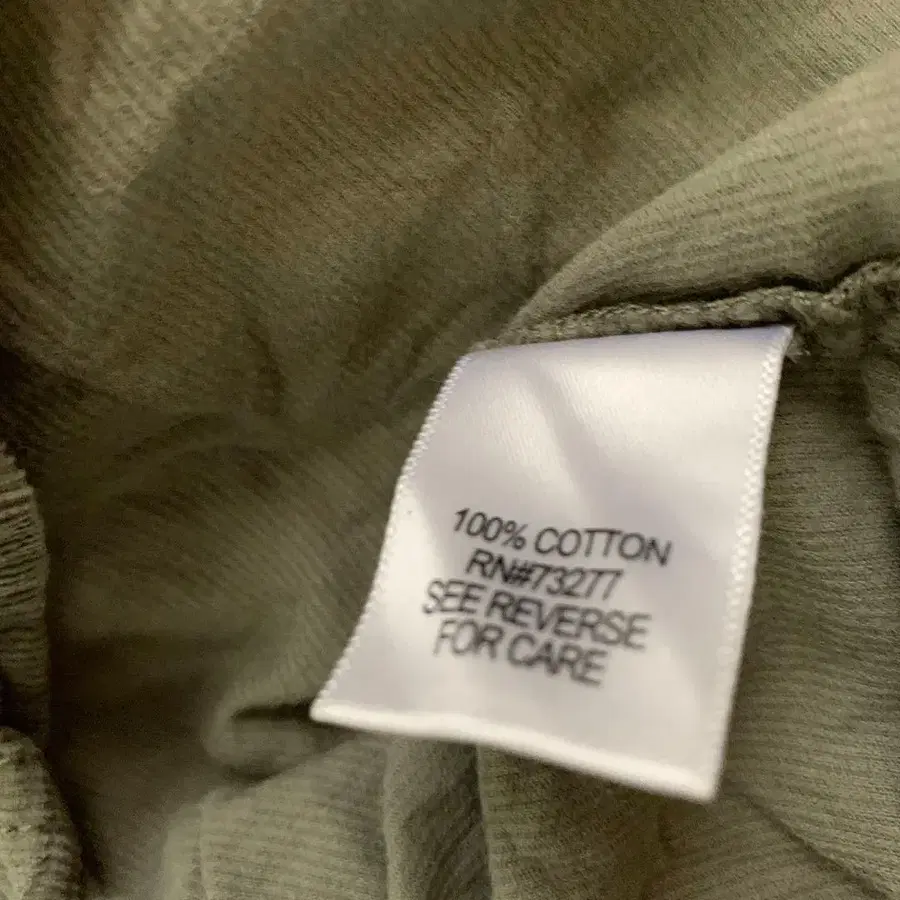 100% COTTON
RN#73277
SEE REVERSE
FOR CARE